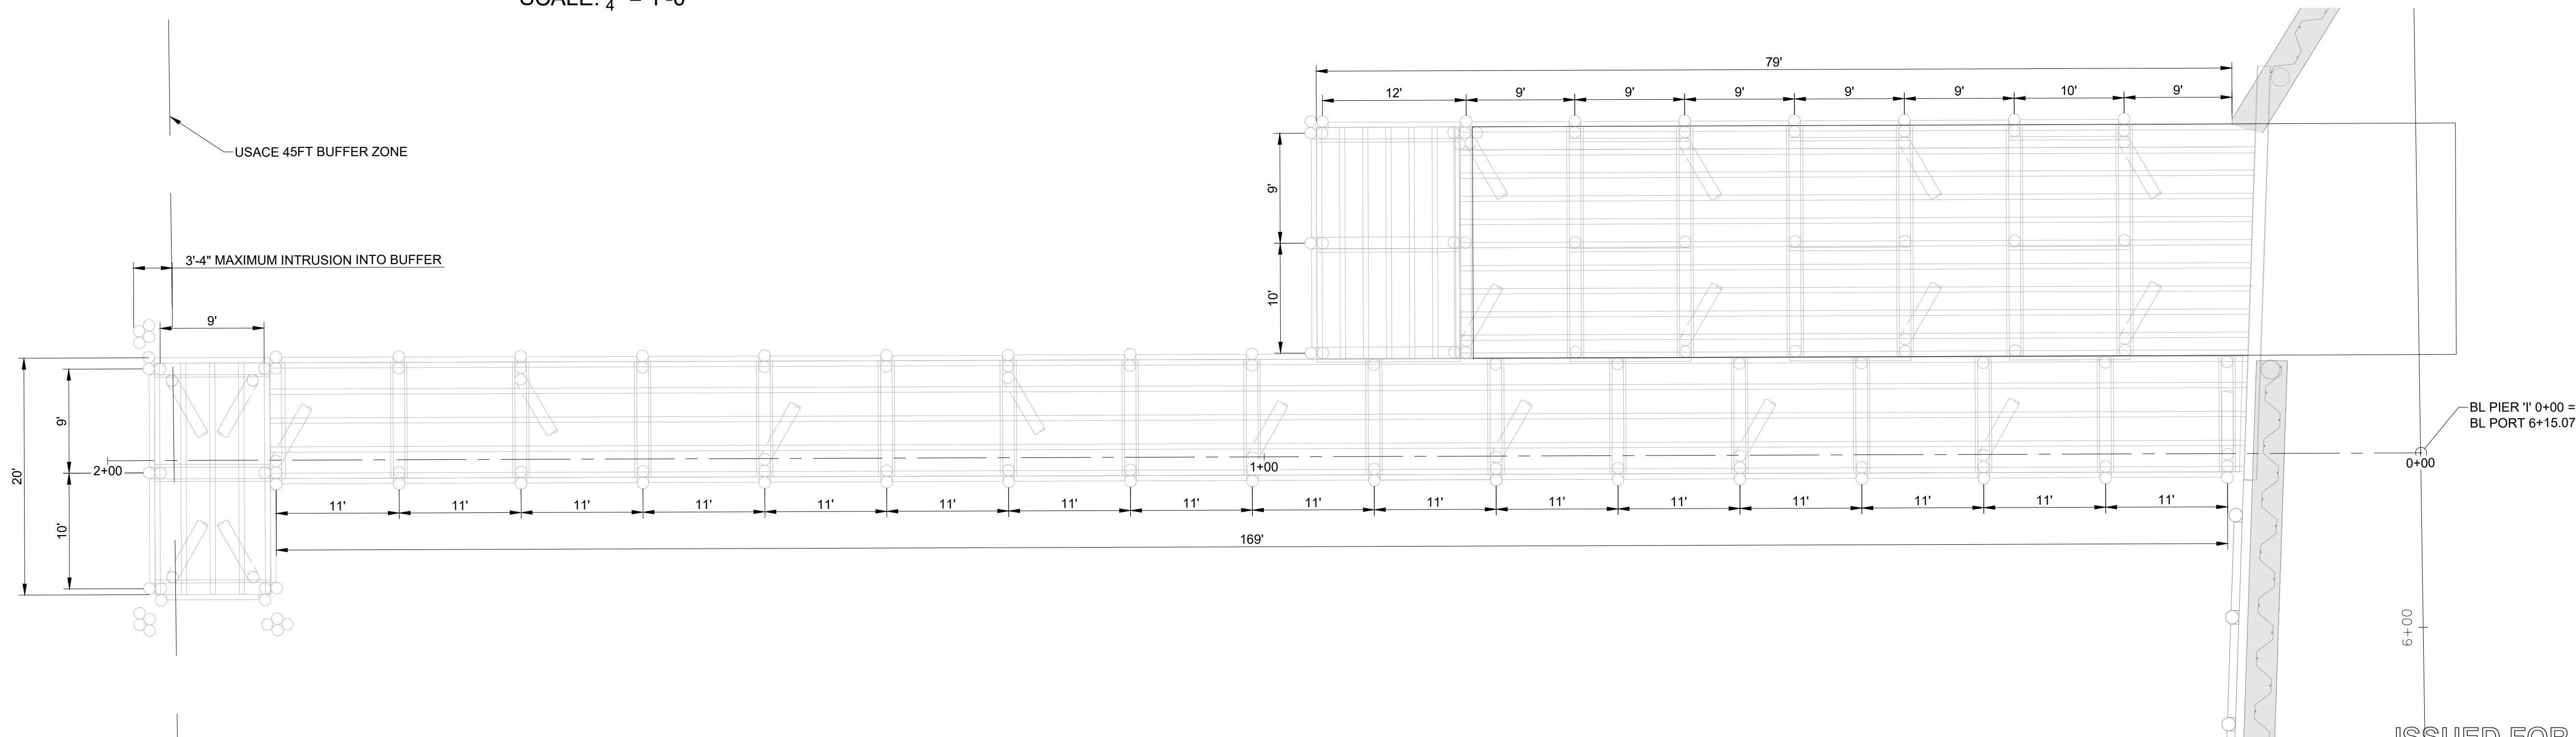 79'
12' 9' 9' 9' 9' 9' 10' 9'
USACE 45FT BUFFER ZONE
9'
3'-4" MAXIMUM INTRUSION INTO BUFFER
10'
9'
9'
20'
10'
2+00
1+00
0+00
BL PIER 'I' 0+00 =
BL PORT 6+15.07
11' 11' 11' 11' 11' 11' 11' 11' 11' 11' 11' 11' 11' 11' 11' 11'
169'
6+00